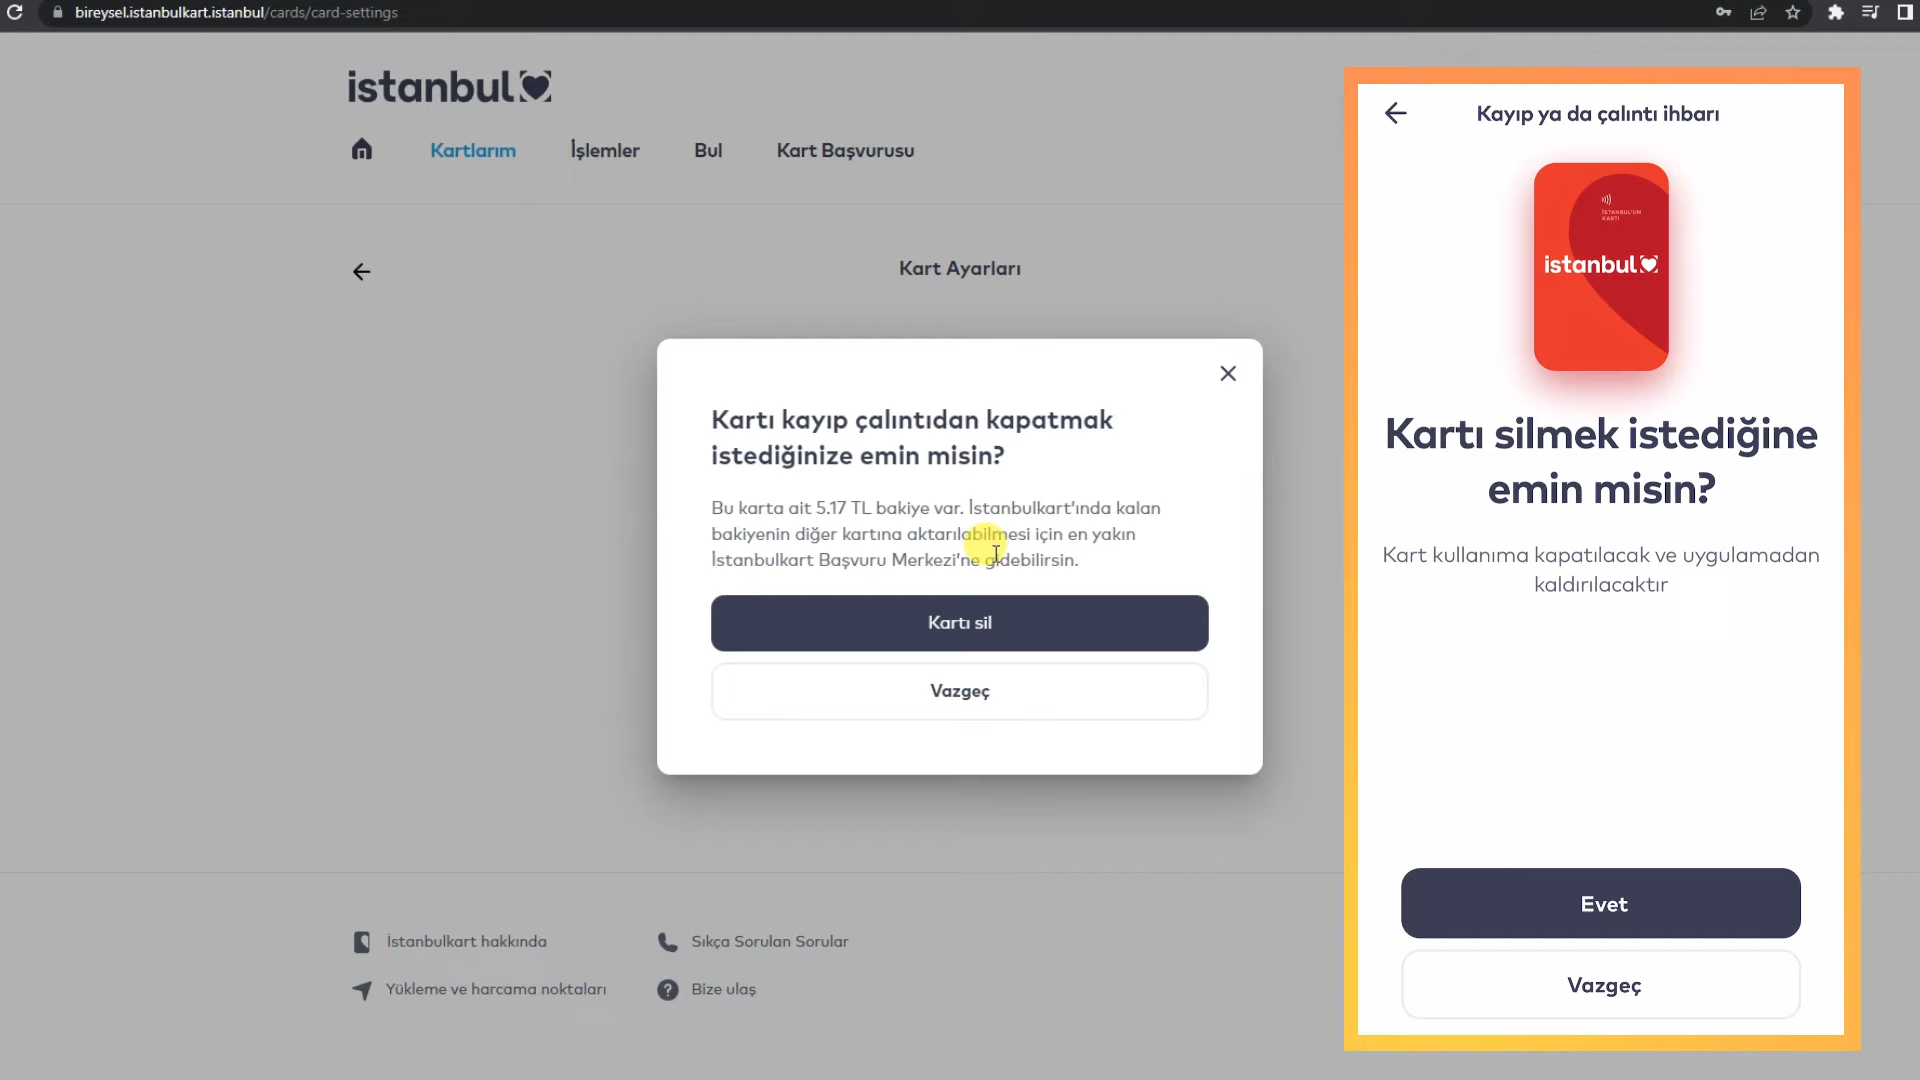 bireysel.istanbulkart.istanbul/cards/card-settings
istanbul
Kartlarım
İşlemler
Bul
Kart Başvurusu
Kart Ayarları
Kartı kayıp çalıntıdan kapatmak
istediğinize emin misin?
Bu karta ait 5.17 TL bakiye var. İstanbulkart'ında kalan
bakiyenin diğer kartına aktarılabilmesi için en yakın
İstanbulkart Başvuru Merkezi'ne gidebilirsin.
Kartı sil
Vazgeç
İstanbulkart hakkında
Sıkça Sorulan Sorular
Yükleme ve harcama noktaları
Bize ulaş
Kayıp ya da çalıntı ihbarı
İSTANBUL'UN
KARTI
istanbul
Kartı silmek istediğine
emin misin?
Kart kullanıma kapatılacak ve uygulamadan
kaldırılacaktır
Evet
Vazgeç